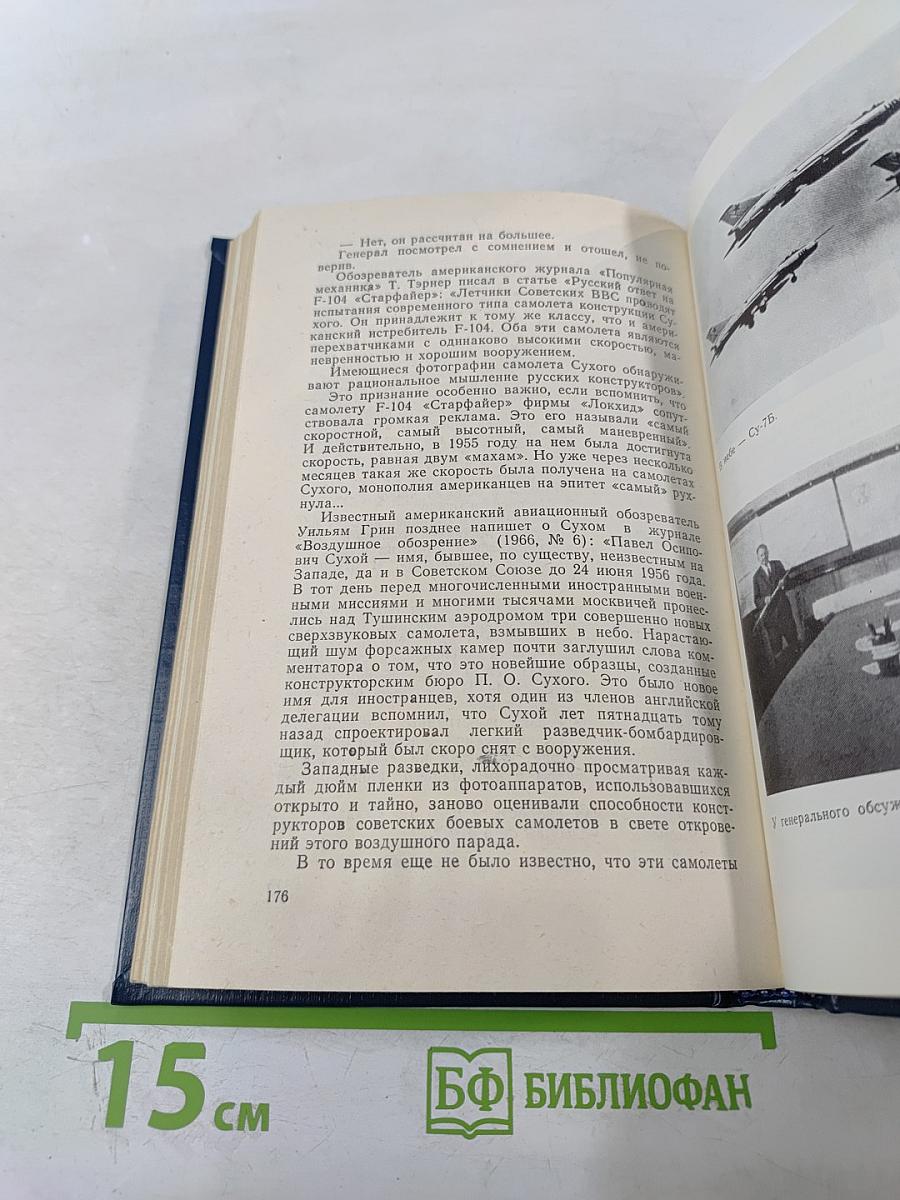 — Нет, он рассчитан на большее.
Генерал посмотрел с сомнением и отошел, не по-
верив.
Обозреватель американского журнала «Популярная
механика» Т. Тэрнер писал в статье «Русский ответ на
F-104 «Старфайер»: «Летчики Советских ВВС проводят
испытания современного типа самолета конструкции Су-
хого. Он принадлежит к тому же классу, что и амери-
канский истребитель F-104. Оба эти самолета являются
перехватчиками с одинаково высокими скоростью, ма-
невренностью и хорошим вооружением.
Имеющиеся фотографии самолета Сухого обнаружи-
вают рациональное мышление русских конструкторов».
Это признание особенно важно, если вспомнить, что
самолету F-104 «Старфайер» фирмы «Локхид» сопут-
ствовала громкая реклама. Это его называли «самый
скоростной, самый высотный, самый маневренный».
И действительно, в 1955 году на нем была достигнута
скорость, равная двум «махам». Но уже через несколько
месяцев такая же скорость была получена на самолетах
Сухого, монополия американцев на эпитет «самый» рух-
нула...
Известный американский авиационный обозреватель
Уильям Грин позднее напишет о Сухом в журнале
«Воздушное обозрение» (1966, № 6): «Павел Осипо-
вич Сухой — имя, бывшее, по существу, неизвестным на
Западе, да и в Советском Союзе до 24 июня 1956 года.
В тот день перед многочисленными иностранными воен-
ными миссиями и многими тысячами москвичей пронес-
лись над Тушинским аэродромом три совершенно новых
сверхзвуковых самолета, взмывших в небо. Нарастаю-
щий шум форсажных камер почти заглушил слова ком-
ментатора о том, что это новейшие образцы, созданные
конструкторским бюро П. О. Сухого. Это было новое
имя для иностранцев, хотя один из членов английской
делегации вспомнил, что Сухой лет пятнадцать тому
назад спроектировал легкий разведчик-бомбардиров-
щик, который был скоро снят с вооружения.
Западные разведки, лихорадочно просматривая каж-
дый дюйм пленки из фотоаппаратов, использовавшихся
открыто и тайно, заново оценивали способности конст-
рукторов советских боевых самолетов в свете открове-
ний этого воздушного парада.
В то время еще не было известно, что эти самолеты
176
В небе — Су-7Б.
У генерального обсуж
15 см
БФ БИБЛИОФАН